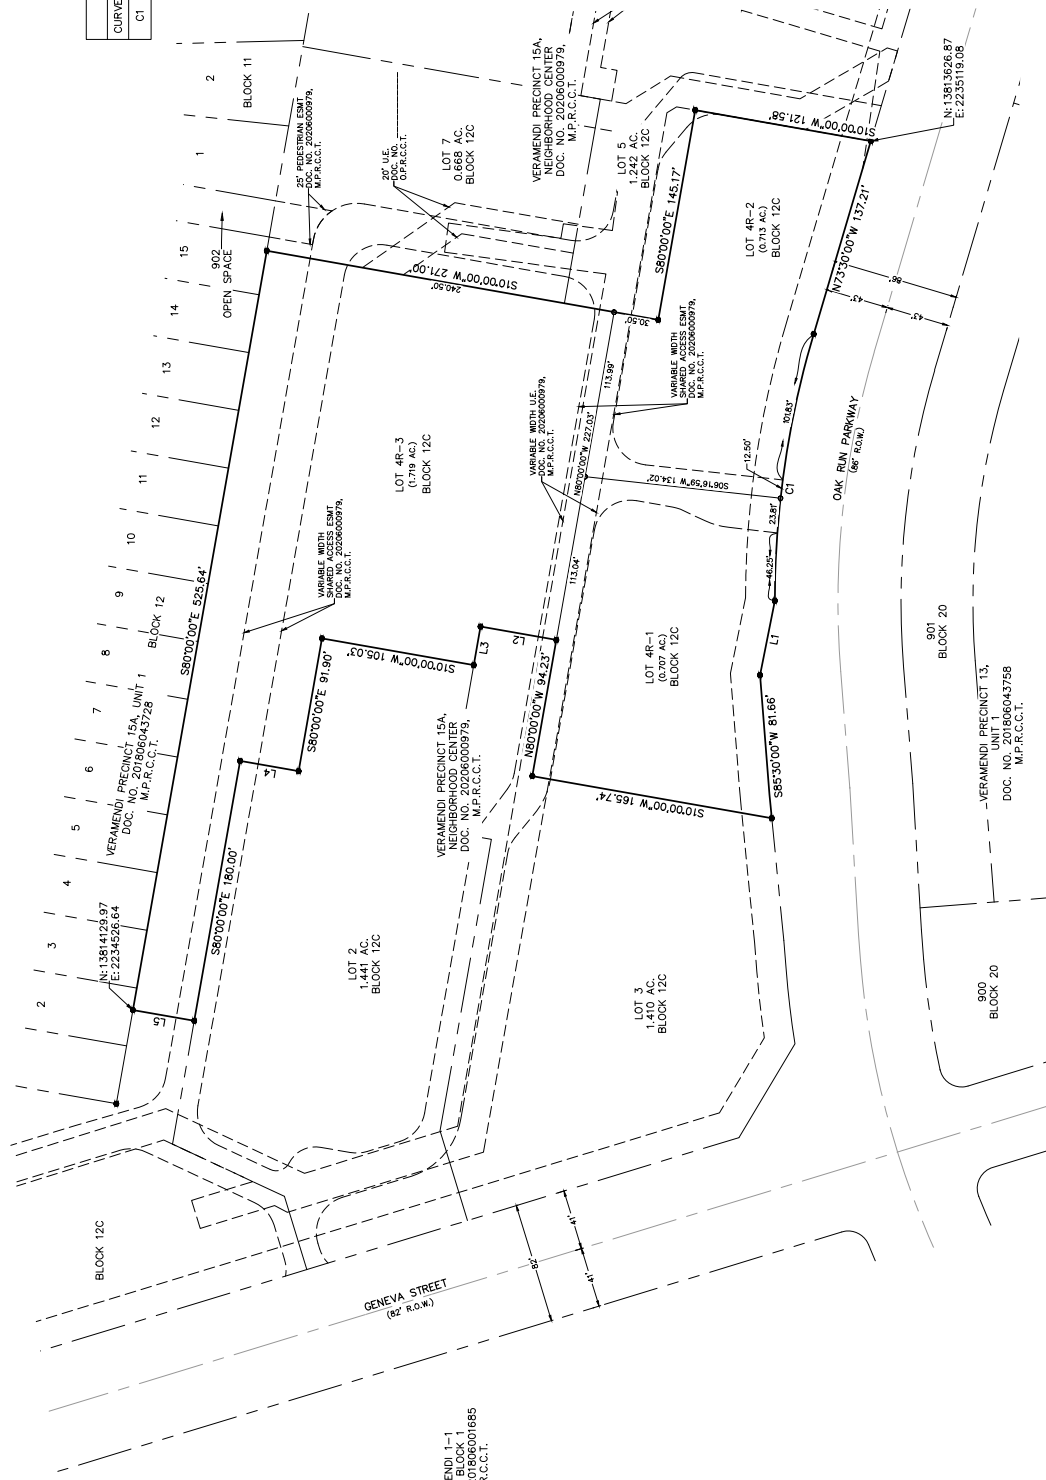 CURVE
C1
2
BLOCK 11
1
25' PEDESTRIAN ESMT
DOC. NO. 20206000979,
M.P.R.C.C.T.
20' U.E.
DOC. NO.
O.P.R.C.C.T.
LOT 7
0.668 AC.
BLOCK 12C
VERAMENDI PRECINCT 15A,
NEIGHBORHOOD CENTER
DOC. NO. 20206000979,
M.P.R.C.C.T.
LOT 5
1.242 AC.
BLOCK 12C
N:13813626.87
E: 2235119.08
15
14
13
12
11
10
9
8
7
6
5
4
3
2
902
OPEN SPACE
BLOCK 12
VERAMENDI PRECINCT 15A, UNIT 1
DOC. NO. 201806043728
M.P.R.C.C.T.
N:13814129.97
E: 2234526.64
S80°00'00"E 525.64'
S10°00'00"W 271.00'
240.50'
30.50'
S80°00'00"E 145.17'
S10°00'00"W 121.58'
LOT 4R-2
(0.713 AC.)
BLOCK 12C
N73°30'00"W 137.21'
86'
43'
43'
LOT 4R-3
(1.719 AC.)
BLOCK 12C
VARIABLE WIDTH
SHARED ACCESS ESMT
DOC. NO. 20206000979,
M.P.R.C.C.T.
VARIABLE WIDTH U.E.
DOC. NO. 20206000979,
M.P.R.C.C.T.
VARIABLE WIDTH
SHARED ACCESS ESMT
DOC. NO. 20206000979,
M.P.R.C.C.T.
113.99'
N80°00'00"W 227.03'
113.04'
S06°16'59"W 134.02'
12.50'
101.83'
C1
23.81'
46.25'
L1
OAK RUN PARKWAY
(86' R.O.W.)
L3
L2
S10°00'00"W 105.03'
S80°00'00"E 91.90'
L4
S80°00'00"E 180.00'
L5
N80°00'00"W 94.23'
LOT 4R-1
(0.707 AC.)
BLOCK 12C
S85°30'00"W 81.66'
S10°00'00"W 165.74'
VERAMENDI PRECINCT 15A,
NEIGHBORHOOD CENTER
DOC. NO. 20206000979,
M.P.R.C.C.T.
LOT 2
1.441 AC.
BLOCK 12C
LOT 3
1.410 AC.
BLOCK 12C
901
BLOCK 20
VERAMENDI PRECINCT 13,
UNIT 1
DOC. NO. 201806043758
M.P.R.C.C.T.
900
BLOCK 20
BLOCK 12C
GENEVA STREET
(82' R.O.W.)
82'
41'
41'
ENDI 1-1
BLOCK 1
01806001685
R.C.C.T.